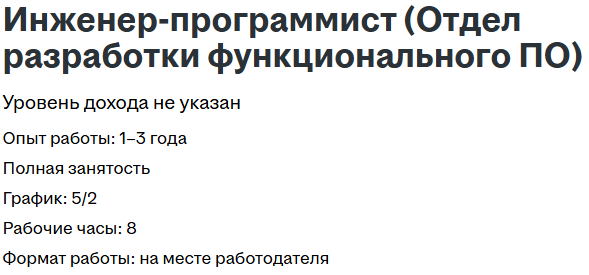 Инженер-программист (Отдел
разработки функционального ПО)
Уровень дохода не указан
Опыт работы: 1–3 года
Полная занятость
График: 5/2
Рабочие часы: 8
Формат работы: на месте работодателя